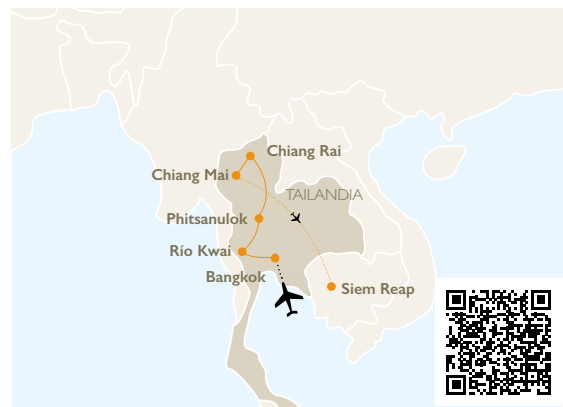 Chiang Rai
Chiang Mai
TAILANDIA
Phitsanulok
Río Kwai
Bangkok
Siem Reap